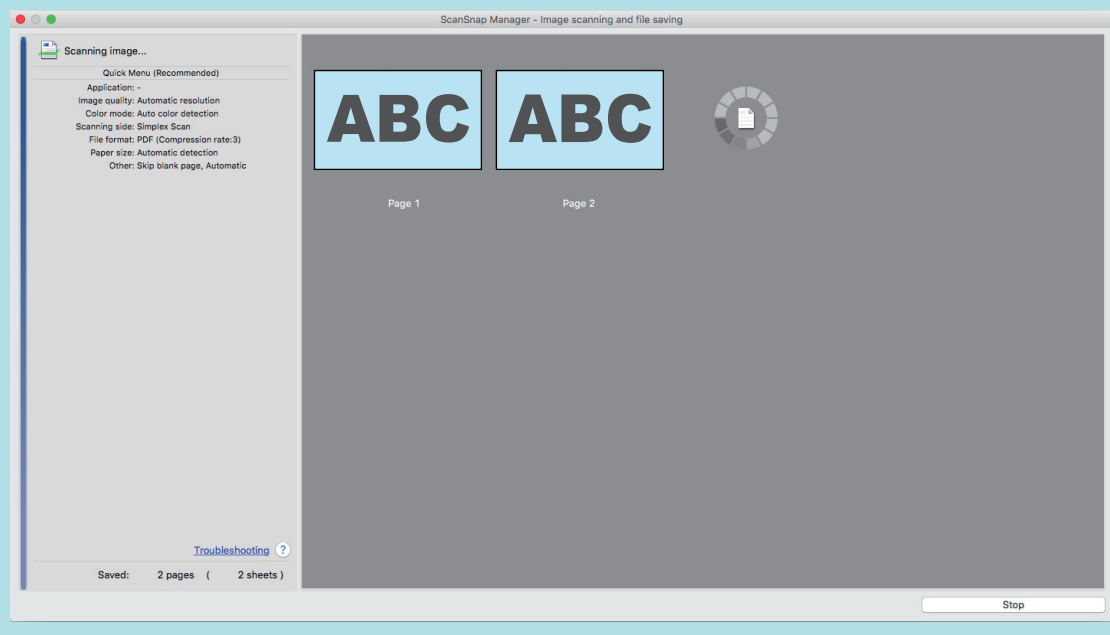 ScanSnap Manager - Image scanning and file saving
Scanning image...
Quick Menu (Recommended)
Application: -
Image quality: Automatic resolution
Color mode: Auto color detection
Scanning side: Simplex Scan
File format: PDF (Compression rate:3)
Paper size: Automatic detection
Other: Skip blank page, Automatic
ABC ABC
Page 1 Page 2
Troubleshooting ?
Saved: 2 pages ( 2 sheets )
Stop